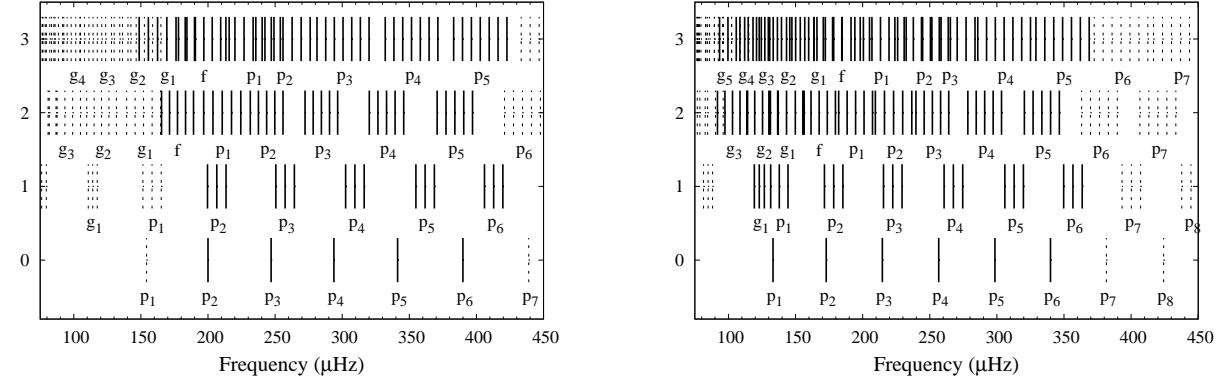 3
g4 g3 g2 g1 f p1 p2 p3 p4 p5
2
g3 g2 g1 f p1 p2 p3 p4 p5 p6
1
g1 p1 p2 p3 p4 p5 p6
0
p1 p2 p3 p4 p5 p6 p7
100 150 200 250 300 350 400 450
Frequency (μHz)
3
g5 g4 g3 g2 g1 f p1 p2 p3 p4 p5 p6 p7
2
g3 g2 g1 f p1 p2 p3 p4 p5 p6 p7
1
g1 p1 p2 p3 p4 p5 p6 p7 p8
0
p1 p2 p3 p4 p5 p6 p7 p8
100 150 200 250 300 350 400 450
Frequency (μHz)